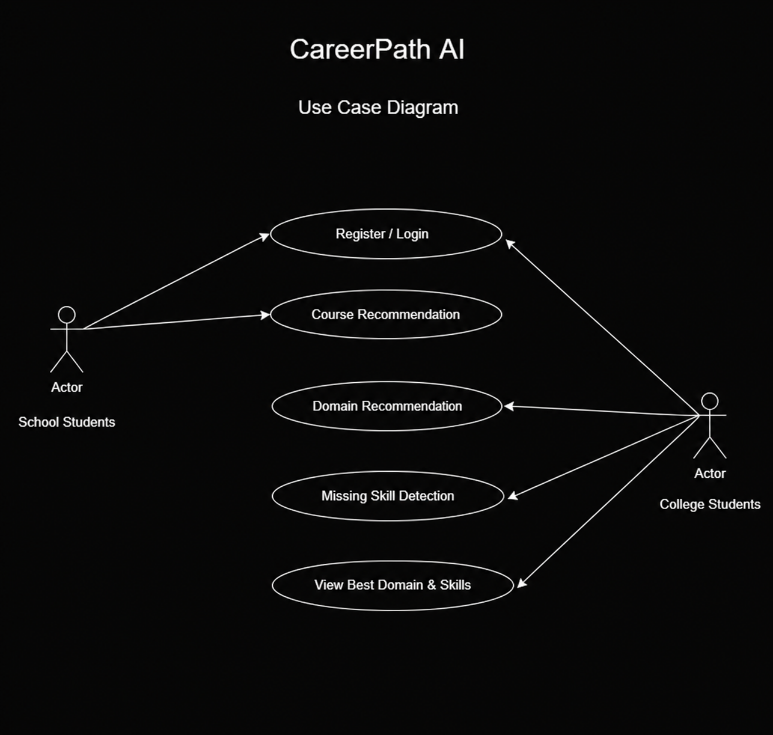 CareerPath AI
Use Case Diagram
Register / Login
Course Recommendation
Actor
School Students
Domain Recommendation
Missing Skill Detection
Actor
College Students
View Best Domain & Skills